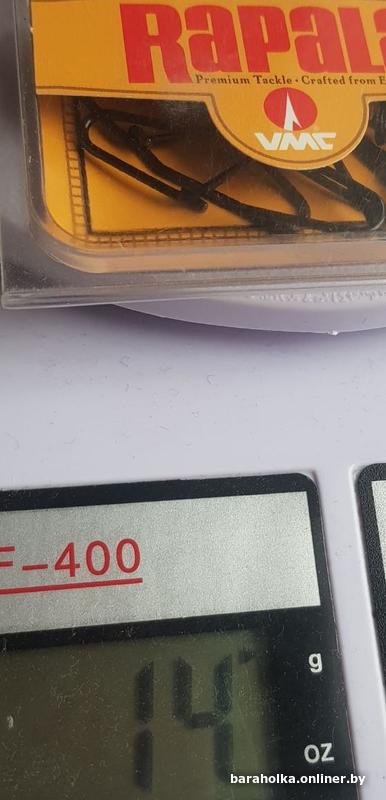 RAPALA
Premium Tackle • Crafted from E
VMC
F-400
g
14
oz
baraholka.onliner.by